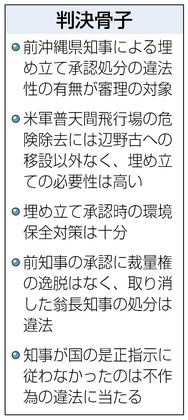 判決骨子
前沖縄県知事による埋
め立て承認処分の違法
性の有無が審理の対象
米軍普天間飛行場の危
険除去には辺野古への
移設以外なく、埋め立
ての必要性は高い
埋め立て承認時の環境
保全対策は十分
前知事の承認に裁量権
の逸脱はなく、取り消
した翁長知事の処分は
違法
知事が国の是正指示に
従わなかったのは不作
為の違法に当たる